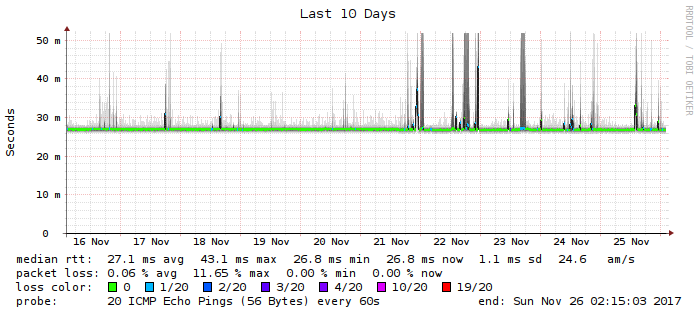 Last 10 Days
RRDTOOL / TOBI OETIKER
Seconds
50 m
40 m
30 m
20 m
10 m
0
16 Nov 17 Nov 18 Nov 19 Nov 20 Nov 21 Nov 22 Nov 23 Nov 24 Nov 25 Nov
median rtt: 27.1 ms avg 43.1 ms max 26.8 ms min 26.8 ms now 1.1 ms sd 24.6 am/s
packet loss: 0.06 % avg 11.65 % max 0.00 % min 0.00 % now
loss color: 0 1/20 2/20 3/20 4/20 10/20 19/20
probe: 20 ICMP Echo Pings (56 Bytes) every 60s end: Sun Nov 26 02:15:03 2017